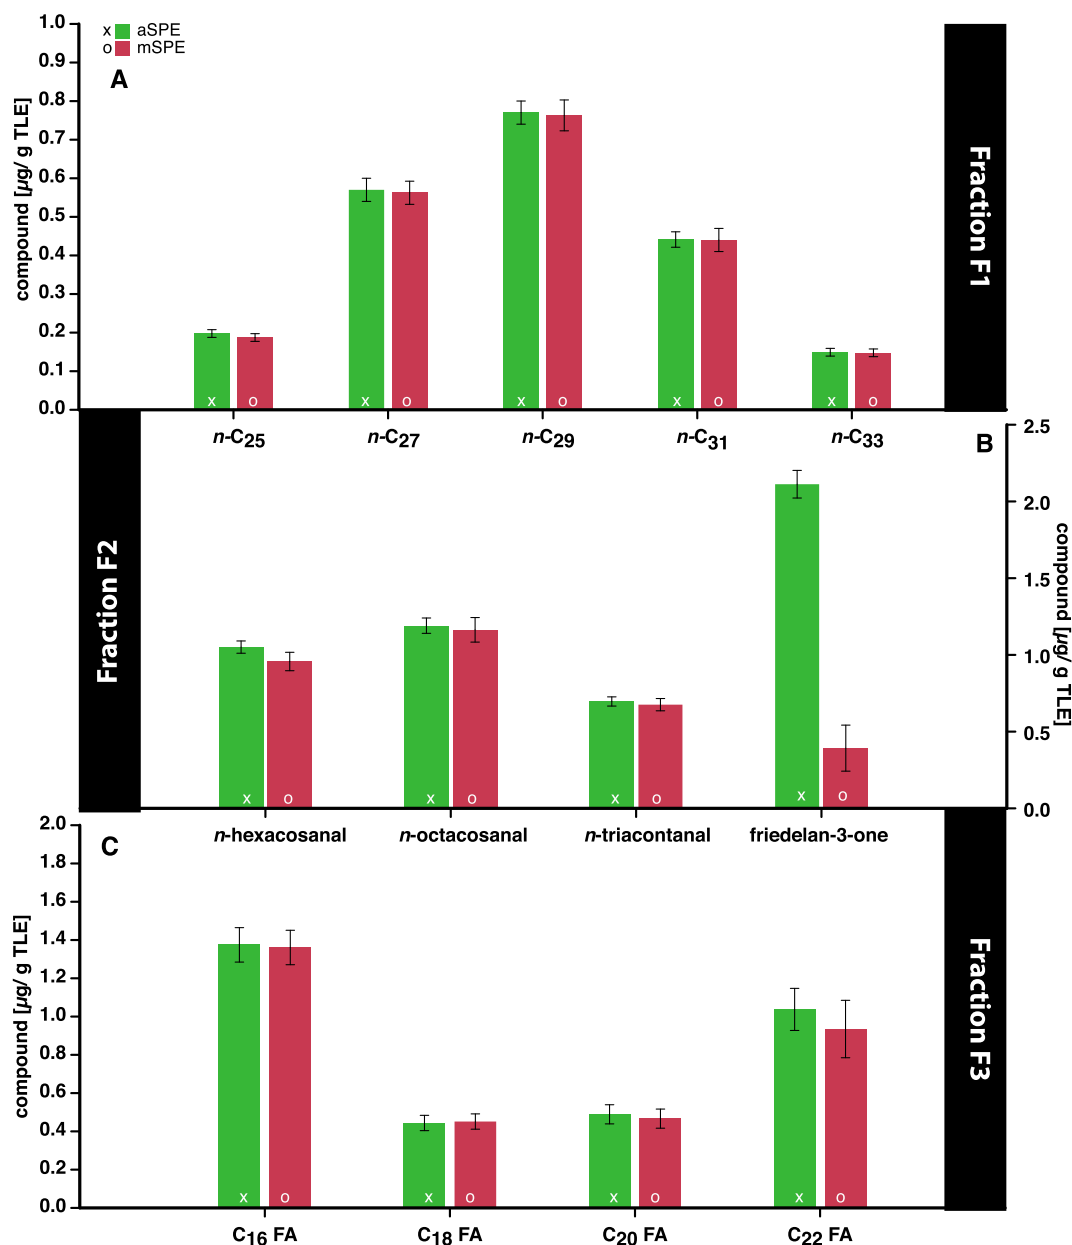 x aSPE
o mSPE
A
compound [µg/ g TLE]
1.0
0.9
0.8
0.7
0.6
0.5
0.4
0.3
0.2
0.1
0.0
x o x o x o x o x o
n-C25 n-C27 n-C29 n-C31 n-C33
Fraction F1
Fraction F2
B
2.5
2.0
1.5
1.0
0.5
0.0
compound [µg/ g TLE]
x o x o x o x o
n-hexacosanal n-octacosanal n-triacontanal friedelan-3-one
C
compound [µg/ g TLE]
2.0
1.8
1.6
1.4
1.2
1.0
0.8
0.6
0.4
0.2
0.0
x o x o x o x o
C16 FA C18 FA C20 FA C22 FA
Fraction F3